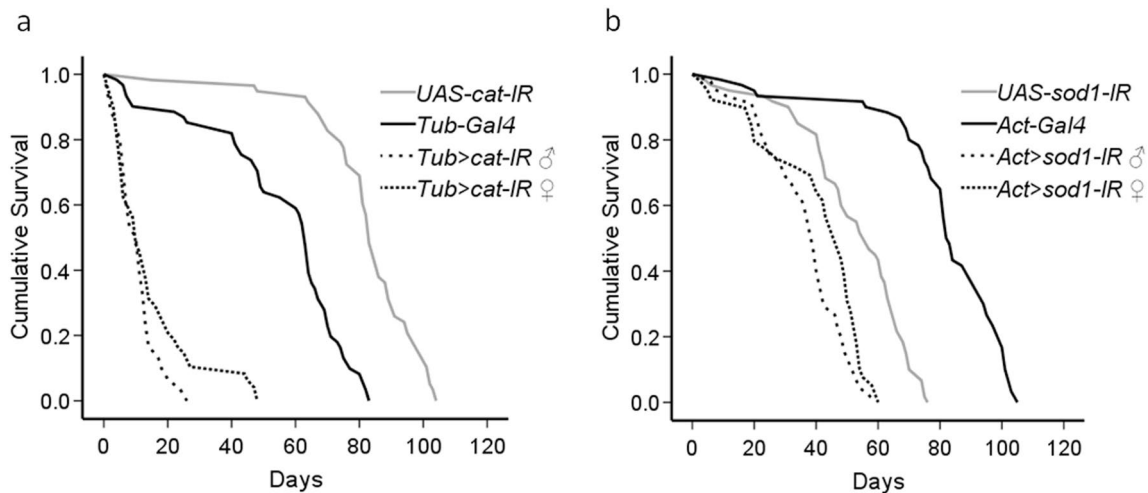 a
Cumulative Survival
1.0
0.8
0.6
0.4
0.2
0.0
0 20 40 60 80 100 120
Days
UAS-cat-IR
Tub-Gal4
Tub>cat-IR ♂
Tub>cat-IR ♀
b
Cumulative Survival
1.0
0.8
0.6
0.4
0.2
0.0
0 20 40 60 80 100 120
Days
UAS-sod1-IR
Act-Gal4
Act>sod1-IR ♂
Act>sod1-IR ♀